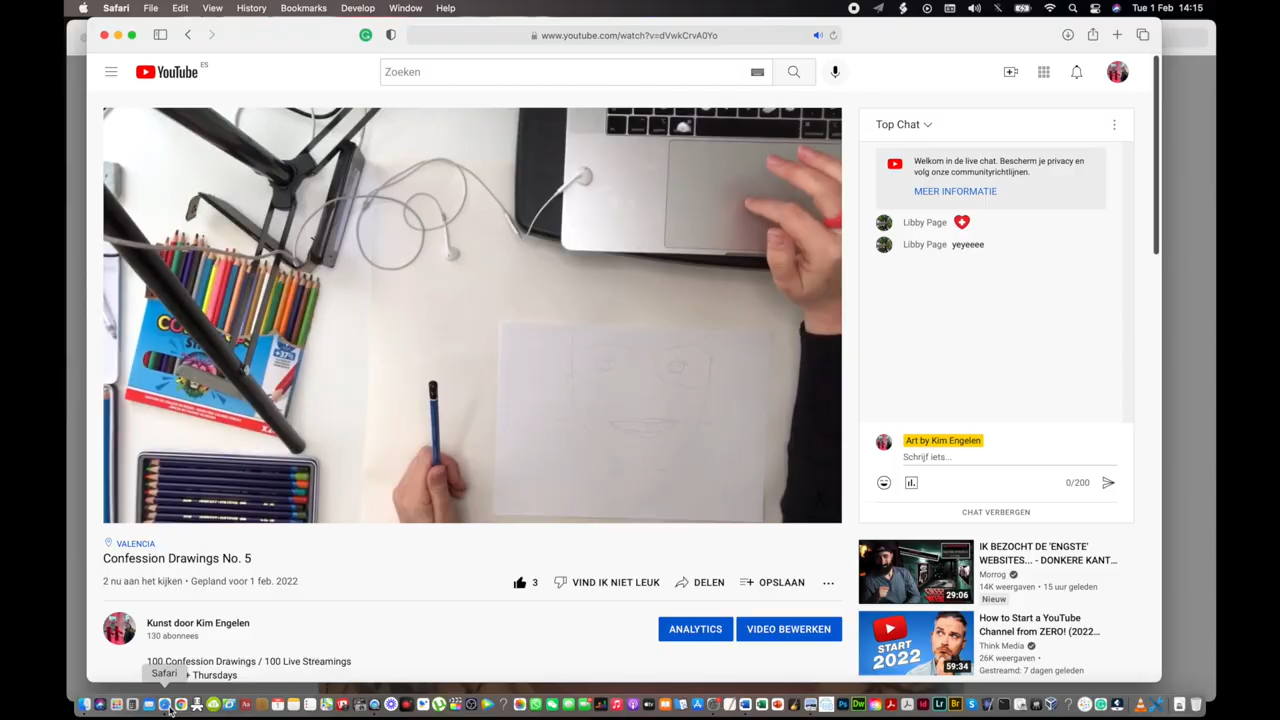 Safari File Edit View History Bookmarks Develop Window Help
Tue 1 Feb 14:15
www.youtube.com/watch?v=dVwkCrvA0Yo
YouTube ES
Zoeken
Top Chat
Welkom in de live chat. Bescherm je privacy en
volg onze communityrichtlijnen.
MEER INFORMATIE
Libby Page
Libby Page yeyeeee
Art by Kim Engelen
Schrijf iets...
0/200
CHAT VERBERGEN
VALENCIA
Confession Drawings No. 5
2 nu aan het kijken • Gepland voor 1 feb. 2022
3 VIND IK NIET LEUK DELEN OPSLAAN
Kunst door Kim Engelen
130 abonnees
ANALYTICS VIDEO BEWERKEN
100 Confession Drawings / 100 Live Streamings
+ Thursdays
Safari
IK BEZOCHT DE 'ENGSTE'
WEBSITES... - DONKERE KANT...
Morrog
14K weergaven • 15 uur geleden
Nieuw
29:06
How to Start a YouTube
Channel from ZERO! (2022...
Think Media
26K weergaven •
7 dagen geleden
START
2022
59:34